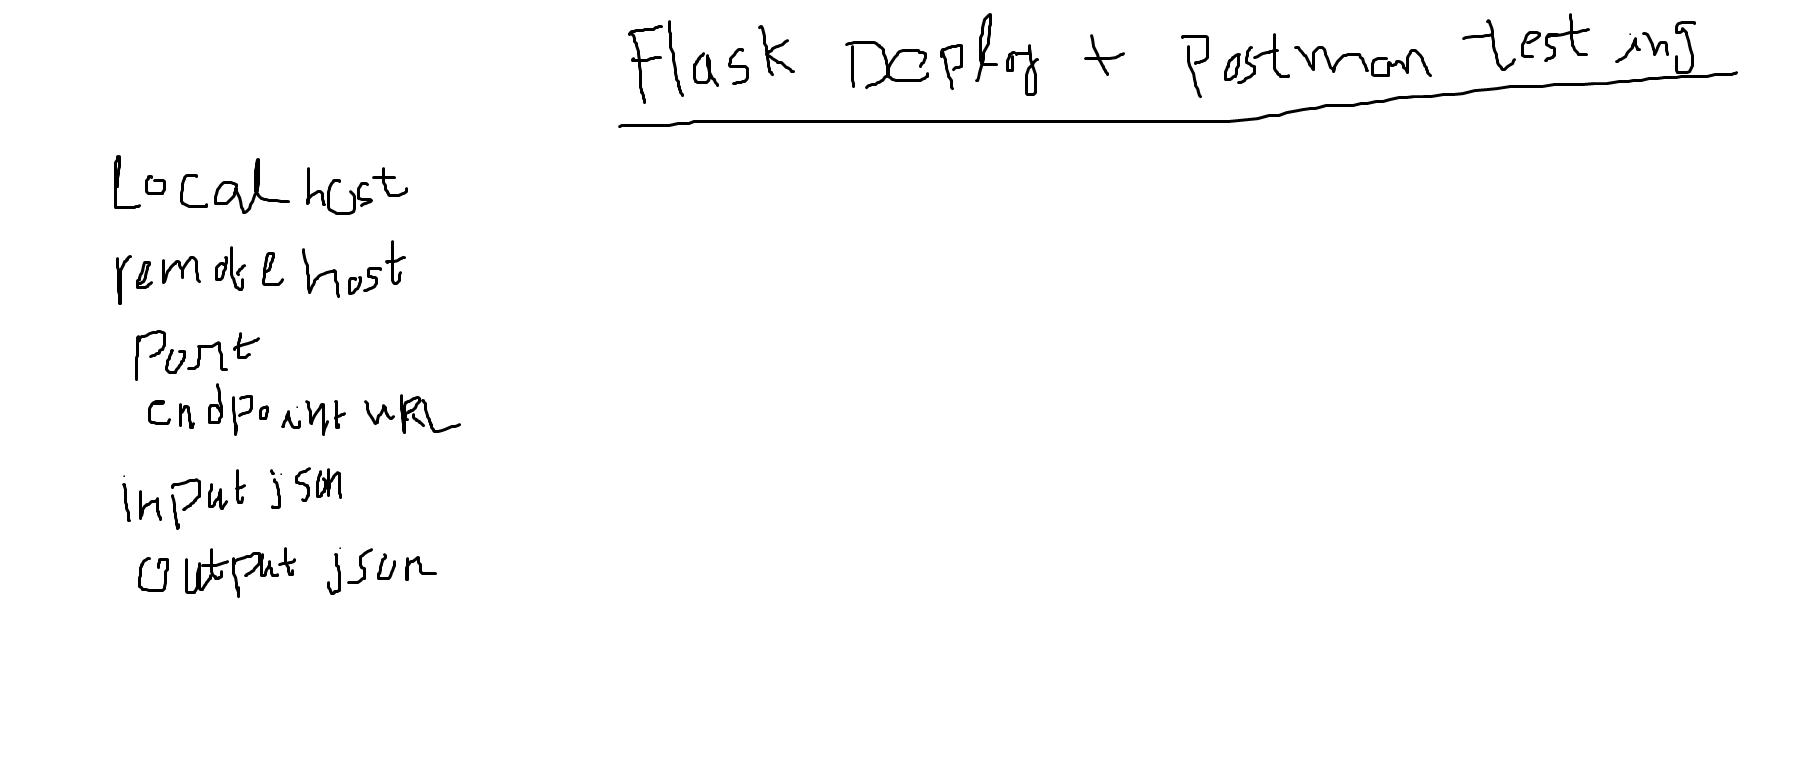 Flask Deploy + Postman testing
Localhost
remote host
Port
endpoint URL
input json
output json